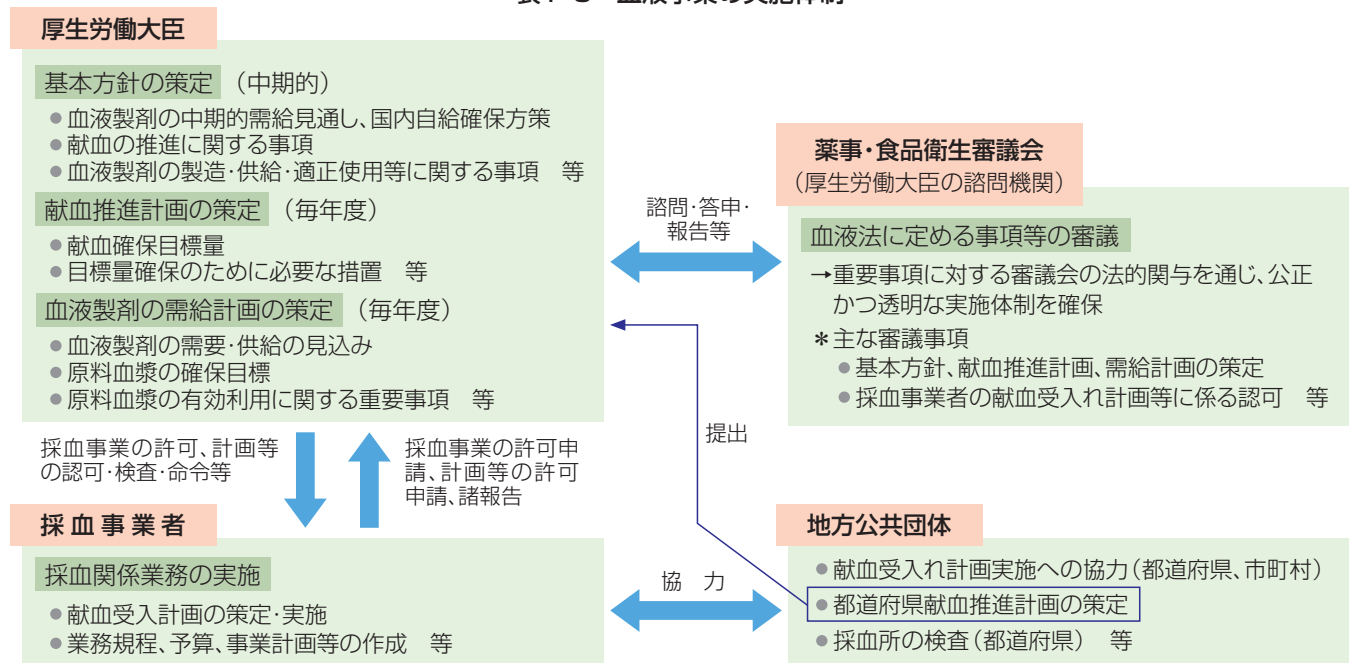 厚生労働大臣
基本方針の策定 （中期的）
●血液製剤の中期的需給見通し、国内自給確保方策
●献血の推進に関する事項
●血液製剤の製造・供給・適正使用等に関する事項　等
献血推進計画の策定 （毎年度）
●献血確保目標量
●目標量確保のために必要な措置　等
血液製剤の需給計画の策定 （毎年度）
●血液製剤の需要・供給の見込み
●原料血漿の確保目標
●原料血漿の有効利用に関する重要事項　等
諮問・答申・
報告等
薬事・食品衛生審議会
（厚生労働大臣の諮問機関）
血液法に定める事項等の審議
→重要事項に対する審議会の法的関与を通じ、公正
かつ透明な実施体制を確保
＊主な審議事項
●基本方針、献血推進計画、需給計画の策定
●採血事業者の献血受入れ計画等に係る認可　等
採血事業の許可、計画等
の認可・検査・命令等
採血事業の許可申
請、計画等の許可
申請、諸報告
提出
採血事業者
採血関係業務の実施
●献血受入計画の策定・実施
●業務規程、予算、事業計画等の作成　等
協　力
地方公共団体
●献血受入れ計画実施への協力（都道府県、市町村）
●都道府県献血推進計画の策定
●採血所の検査（都道府県）　等